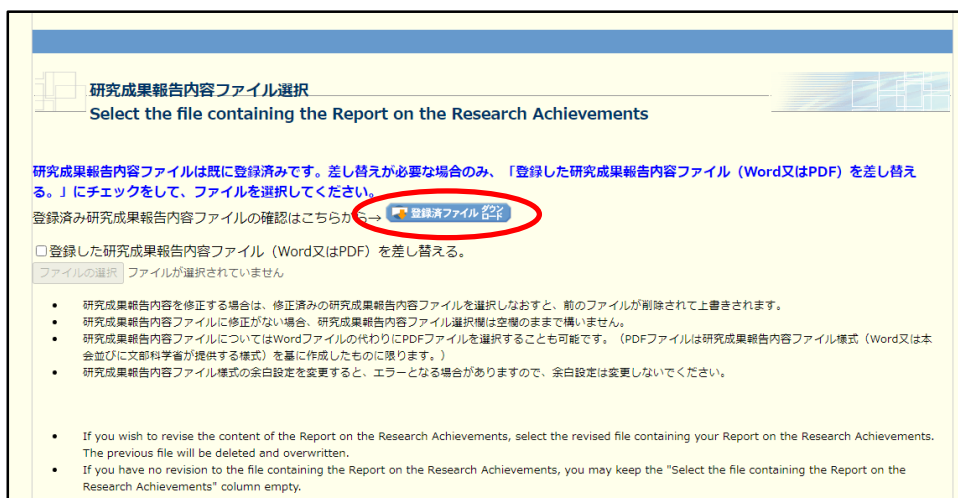 研究成果報告内容ファイル選択
Select the file containing the Report on the Research Achievements
研究成果報告内容ファイルは既に登録済みです。差し替えが必要な場合のみ、「登録した研究成果報告内容ファイル（Word又はPDF）を差し替え
る。」にチェックをして、ファイルを選択してください。
登録済み研究成果報告内容ファイルの確認はこちらから→ 登録済ファイル ダウンロード
□登録した研究成果報告内容ファイル（Word又はPDF）を差し替える。
ファイルの選択 ファイルが選択されていません
• 研究成果報告内容を修正する場合は、修正済みの研究成果報告内容ファイルを選択しなおすと、前のファイルが削除されて上書きされます。
• 研究成果報告内容ファイルに修正がない場合、研究成果報告内容ファイル選択欄は空欄のままで構いません。
• 研究成果報告内容ファイルについてはWordファイルの代わりにPDFファイルを選択することも可能です。（PDFファイルは研究成果報告内容ファイル様式（Word又は本
会並びに文部科学省が提供する様式）を基に作成したものに限ります。）
• 研究成果報告内容ファイル様式の余白設定を変更すると、エラーとなる場合がありますので、余白設定は変更しないでください。
• If you wish to revise the content of the Report on the Research Achievements, select the revised file containing your Report on the Research Achievements.
The previous file will be deleted and overwritten.
• If you have no revision to the file containing the Report on the Research Achievements, you may keep the "Select the file containing the Report on the
Research Achievements" column empty.